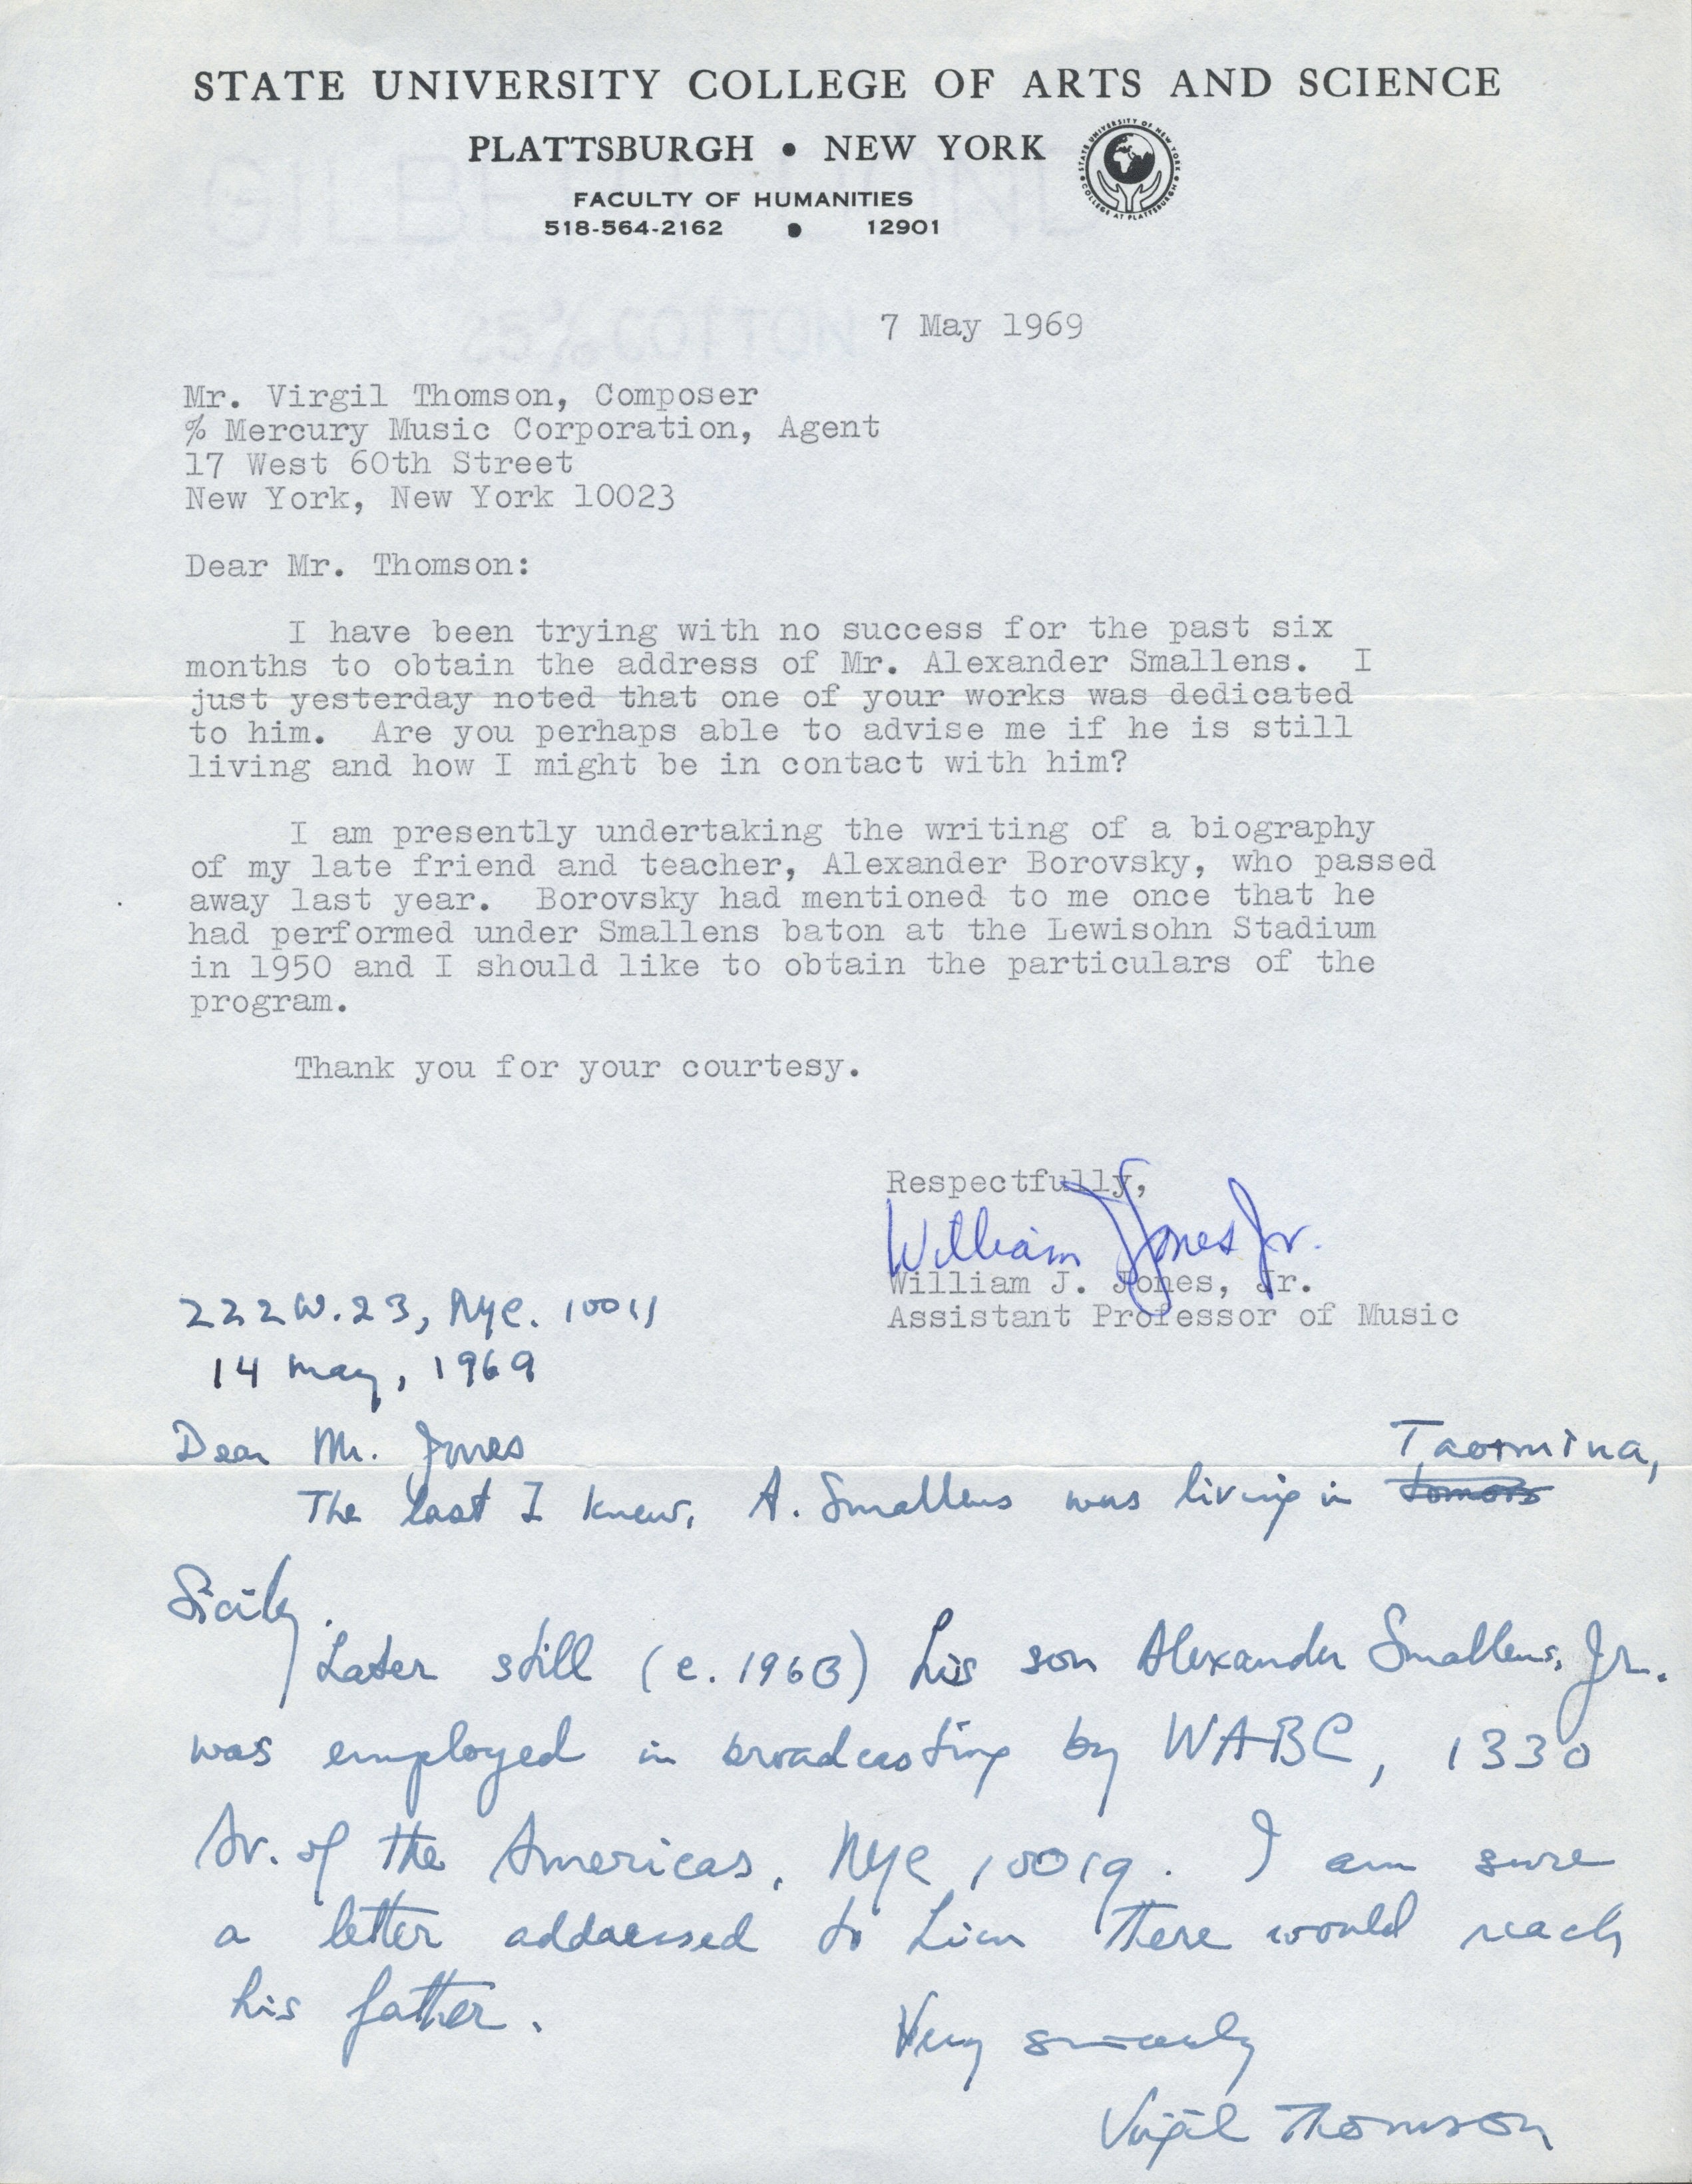 STATE UNIVERSITY COLLEGE OF ARTS AND SCIENCE
PLATTSBURGH • NEW YORK
STATE UNIVERSITY OF NEW YORK • COLLEGE AT PLATTSBURGH •
FACULTY OF HUMANITIES
518-564-2162 • 12901
7 May 1969
Mr. Virgil Thomson, Composer
% Mercury Music Corporation, Agent
17 West 60th Street
New York, New York 10023
Dear Mr. Thomson:
I have been trying with no success for the past six
months to obtain the address of Mr. Alexander Smallens. I
just yesterday noted that one of your works was dedicated
to him. Are you perhaps able to advise me if he is still
living and how I might be in contact with him?
I am presently undertaking the writing of a biography
of my late friend and teacher, Alexander Borovsky, who passed
away last year. Borovsky had mentioned to me once that he
had performed under Smallens baton at the Lewisohn Stadium
in 1950 and I should like to obtain the particulars of the
program.
Thank you for your courtesy.
Respectfully,
William J Jones Jr.
William J. Jones, Jr.
Assistant Professor of Music
222 W. 23, Nyc. 10011
14 may, 1969
Dear Mr. Jones
The last I knew, A. Smallens was living in Taormina,
Sicily.
Later still (c. 1963) his son Alexander Smallens, Jr.
was employed in broadcasting by WABC, 1330
Av. of the Americas, Nyc 10019. I am sure
a letter addressed to him there would reach
his father.
Very sincerely
Virgil Thomson